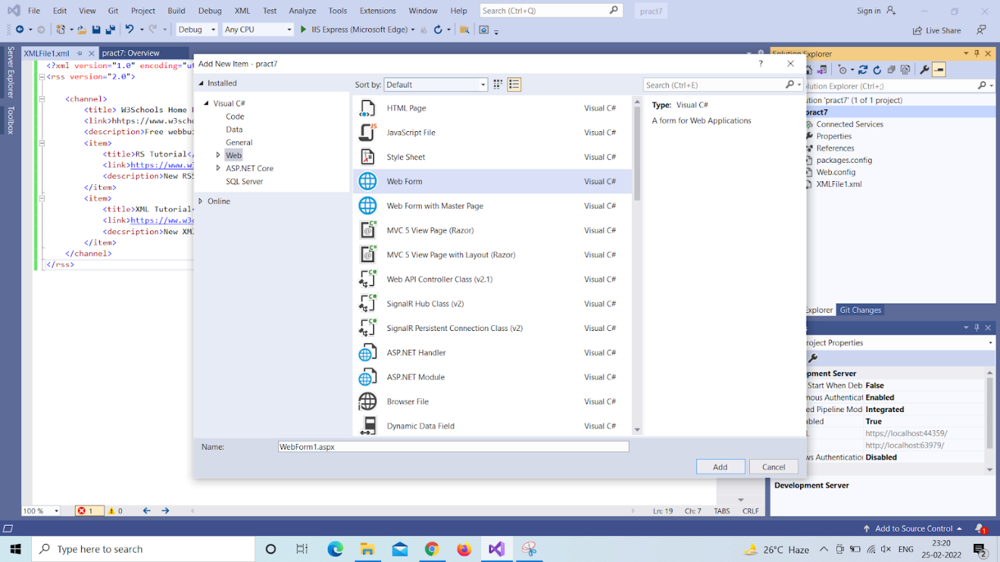 File Edit View Git Project Build Debug XML Test Analyze Tools Extensions Window Help Search (Ctrl+Q) pract7 Sign in
Debug Any CPU IIS Express (Microsoft Edge) Live Share
Server Explorer
Toolbox
XMLFile1.xml pract7: Overview
<?xml version="1.0" encoding="ut
<rss version="2.0">
<channel>
<title> W3Schools Home P
<link>hhtps://www.w3scho
<description>Free webbui
<item>
<title>RS Tutorial</
<link>https://www.w3
<description>New RSS
</item>
<item>
<title>XML Tutorial<
<link>https://ww.w3c
<decsription>New XML
</item>
</channel>
</rss>
Add New Item - pract7 ?
Installed
Visual C#
Code
Data
General
Web
ASP.NET Core
SQL Server
Online
Sort by: Default
Search (Ctrl+E)
HTML Page Visual C#
JavaScript File Visual C#
Style Sheet Visual C#
Web Form Visual C#
Web Form with Master Page Visual C#
MVC 5 View Page (Razor) Visual C#
MVC 5 View Page with Layout (Razor) Visual C#
Web API Controller Class (v2.1) Visual C#
SignalR Hub Class (v2) Visual C#
SignalR Persistent Connection Class (v2) Visual C#
ASP.NET Handler Visual C#
ASP.NET Module Visual C#
Browser File Visual C#
Dynamic Data Field Visual C#
Type: Visual C#
A form for Web Applications
Name: WebForm1.aspx
Add Cancel
Solution Explorer
olution Explorer (Ctrl+;)
ution 'pract7' (1 of 1 project)
pract7
Connected Services
Properties
References
packages.config
Web.config
XMLFile1.xml
Explorer Git Changes
roject Properties
lopment Server
Start When Deb False
mous Authenticat Enabled
ed Pipeline Mod Integrated
abled True
L https://localhost:44359/
http://localhost:63979/
ws Authentication Disabled
Development Server
100 % 1 0 Ln: 19 Ch: 7 TABS CRLF
Add to Source Control 1
Type here to search 26°C Haze ENG 23:20
25-02-2022 2